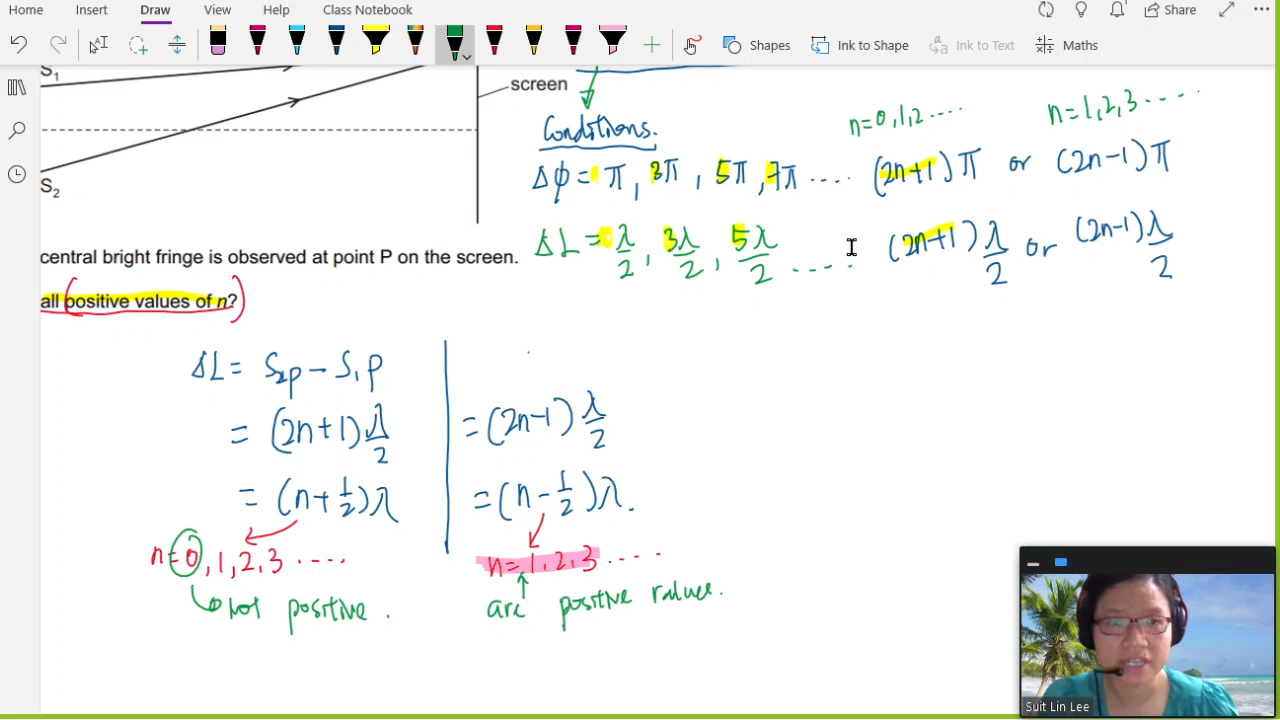 Home Insert Draw View Help Class Notebook Share
Shapes Ink to Shape Ink to Text Maths
S1
screen
S2
Conditions.
n=0,1,2.... n=1,2,3....
Δφ = π, 3π, 5π, 7π .... (2n+1)π or (2n-1)π
ΔL = λ/2, 3λ/2, 5λ/2 .... (2n+1)λ/2 or (2n-1)λ/2
central bright fringe is observed at point P on the screen.
all positive values of n?
ΔL = S2P - S1P
= (2n+1)λ/2
= (n+1/2)λ
n=0,1,2,3....
not positive.
= (2n-1)λ/2
= (n-1/2)λ.
n=1,2,3....
are positive values.
Suit Lin Lee